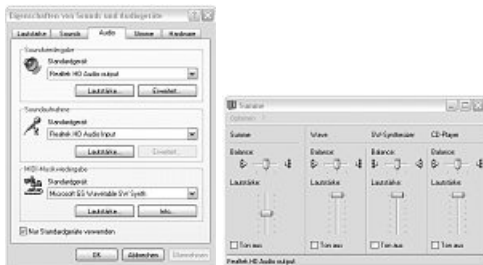 Eigenschaften von Sounds und Audiogeräte
Lautstärke Sounds Audio Stimme Hardware
Soundwiedergabe
Standardgerät:
Realtek HD Audio output
Lautstärke... Erweitert...
Soundaufnahme
Standardgerät:
Realtek HD Audio Input
Lautstärke... Erweitert...
MIDI-Musikwiedergabe
Standardgerät:
Microsoft GS Wavetable SW Synth
Lautstärke... Info...
Nur Standardgeräte verwenden
OK Abbrechen Übernehmen
Summe
Optionen ?
Summe Wave SW-Synthesizer CD-Player
Balance: Balance: Balance: Balance:
Lautstärke: Lautstärke: Lautstärke: Lautstärke:
Ton aus Ton aus Ton aus Ton aus
Realtek HD Audio output